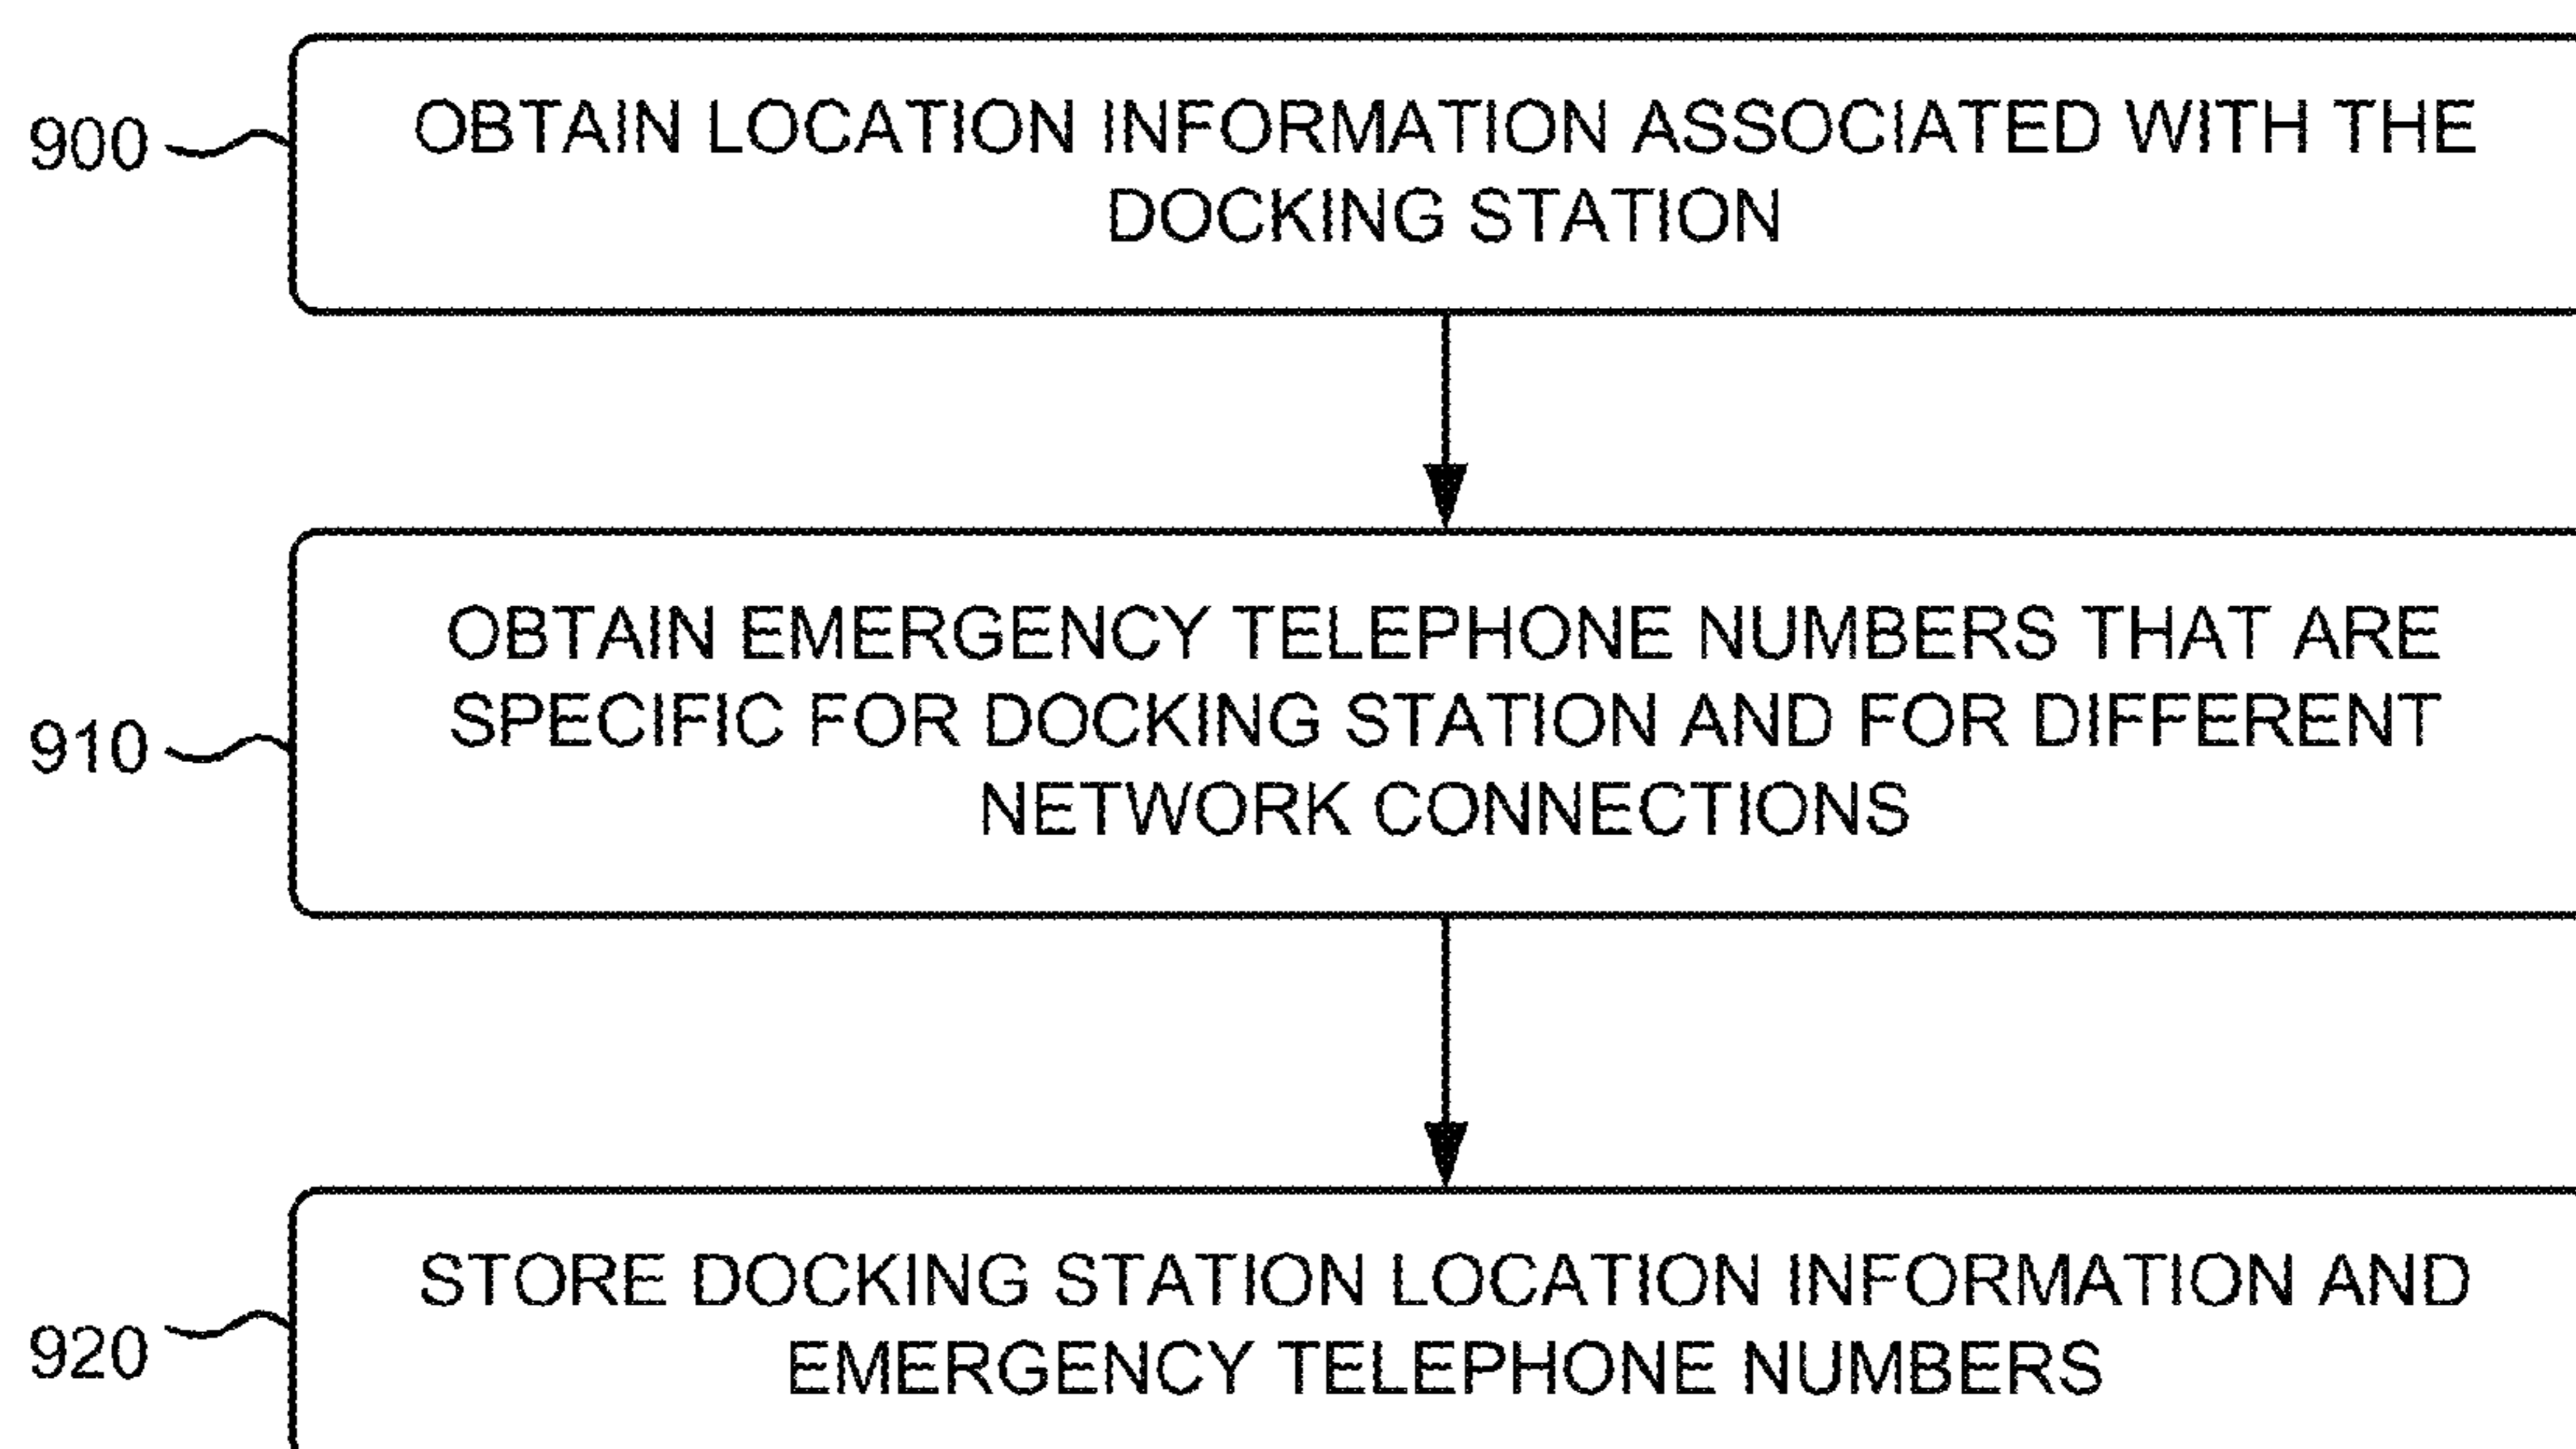 900
OBTAIN LOCATION INFORMATION ASSOCIATED WITH THE
DOCKING STATION
910
OBTAIN EMERGENCY TELEPHONE NUMBERS THAT ARE
SPECIFIC FOR DOCKING STATION AND FOR DIFFERENT
NETWORK CONNECTIONS
920
STORE DOCKING STATION LOCATION INFORMATION AND
EMERGENCY TELEPHONE NUMBERS